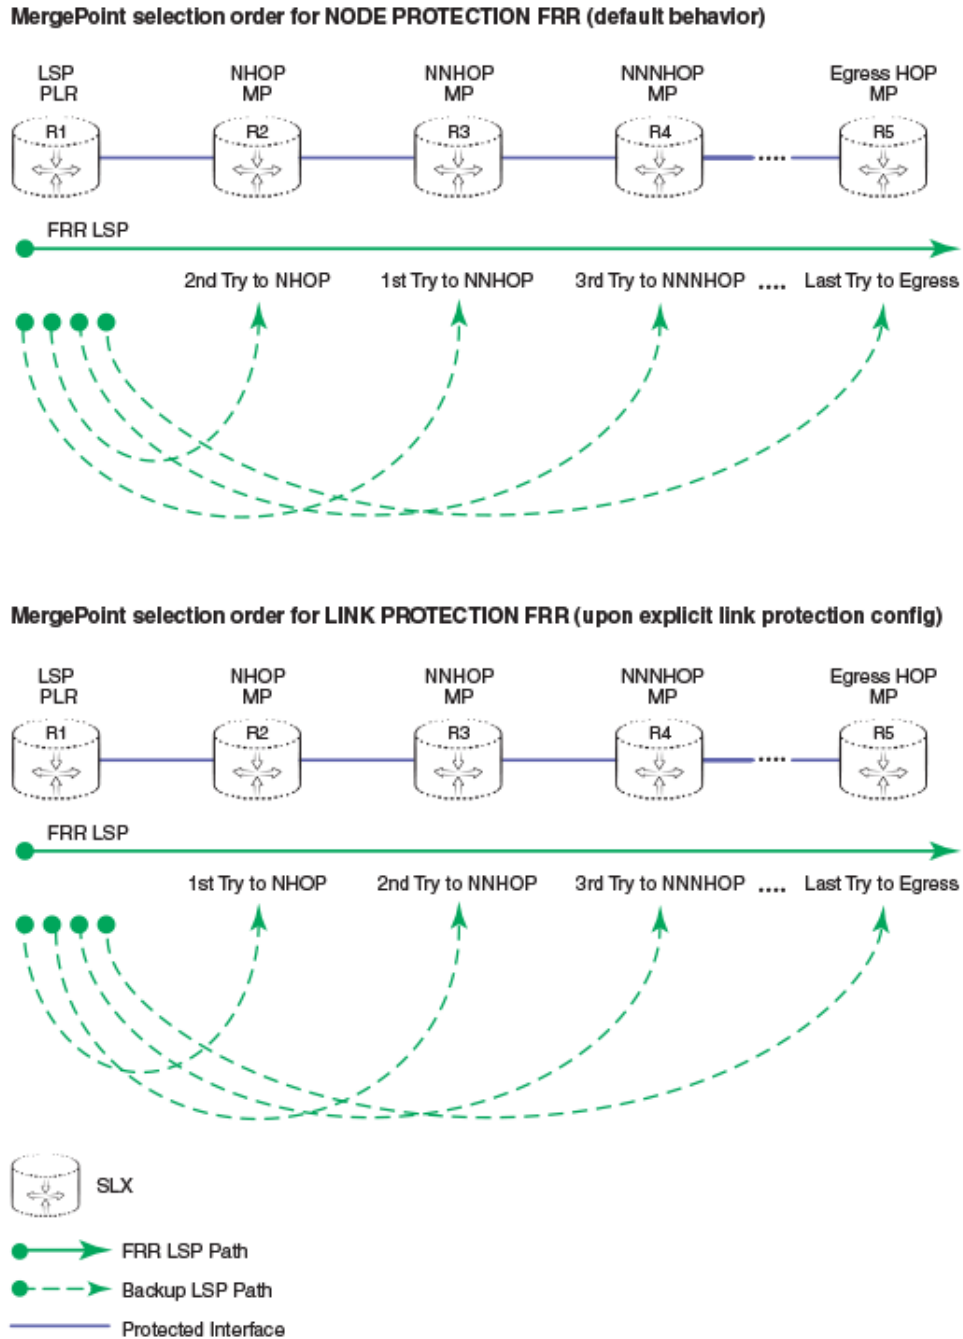 MergePoint selection order for NODE PROTECTION FRR (default behavior)
LSP PLR
NHOP MP
NNHOP MP
NNNHOP MP
Egress HOP MP
R1
R2
R3
R4
....
R5
FRR LSP
2nd Try to NHOP
1st Try to NNHOP
3rd Try to NNNHOP
....
Last Try to Egress
MergePoint selection order for LINK PROTECTION FRR (upon explicit link protection config)
LSP PLR
NHOP MP
NNHOP MP
NNNHOP MP
Egress HOP MP
R1
R2
R3
R4
....
R5
FRR LSP
1st Try to NHOP
2nd Try to NNHOP
3rd Try to NNNHOP
....
Last Try to Egress
SLX
FRR LSP Path
Backup LSP Path
Protected Interface